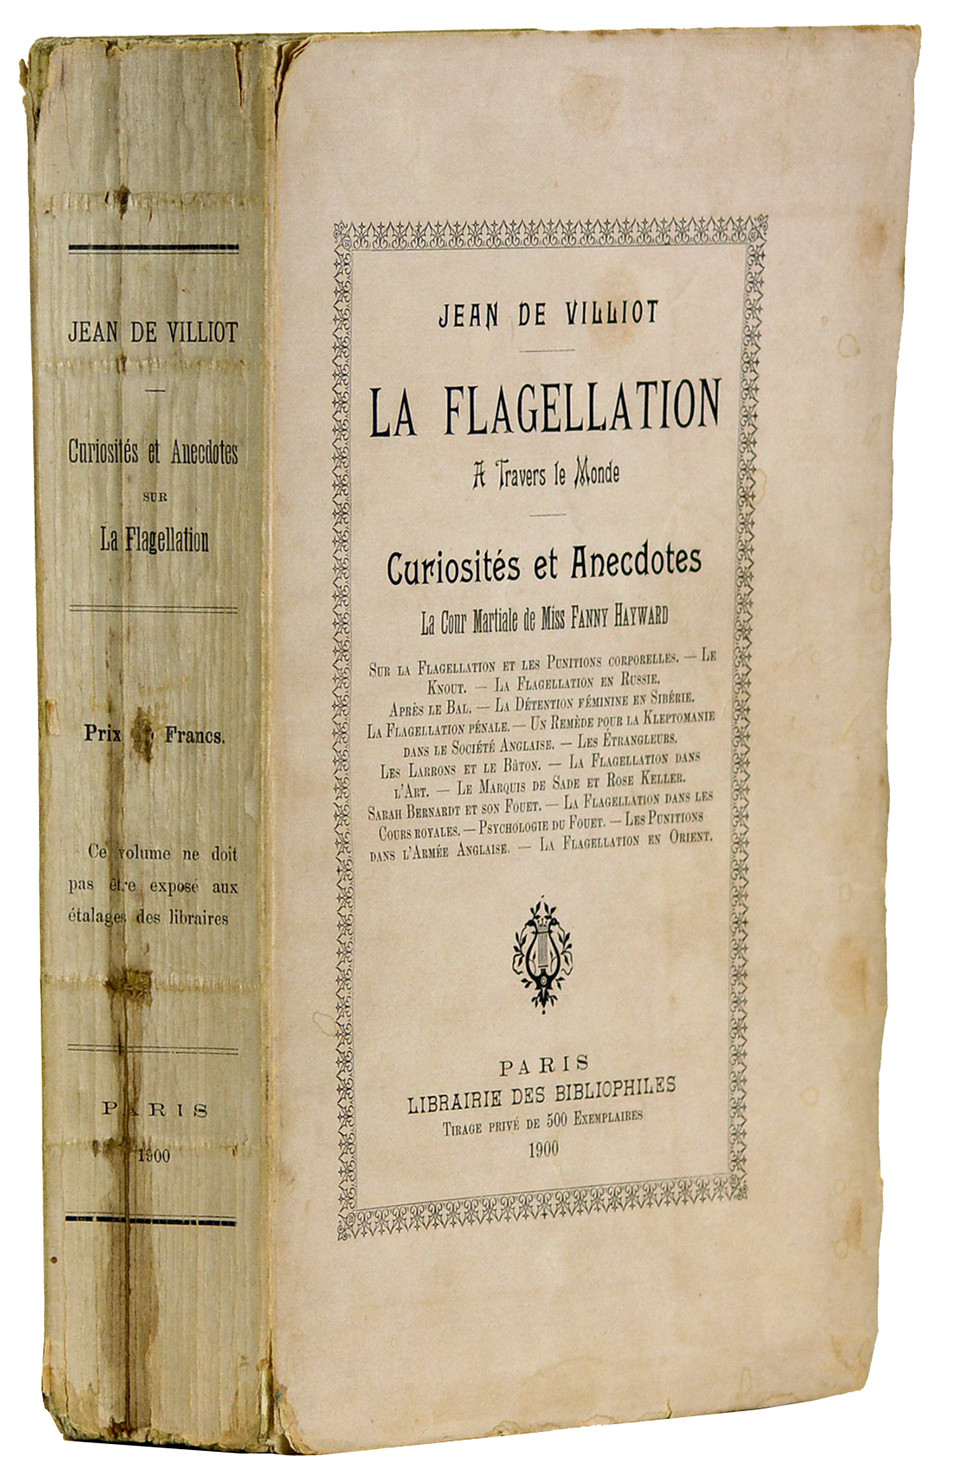 JEAN DE VILLIOT
Curiosités et Anecdotes
SUR
La Flagellation
Prix Francs.
Ce volume ne doit
pas être exposé aux
étalages des libraires
PARIS
1900
JEAN DE VILLIOT
LA FLAGELLATION
A Travers le Monde
Curiosités et Anecdotes
La Cour Martiale de Miss FANNY HAYWARD
SUR LA FLAGELLATION ET LES PUNITIONS CORPORELLES. — LE
KNOUT. — LA FLAGELLATION EN RUSSIE.
APRÈS LE BAL. — LA DÉTENTION FÉMININE EN SIBÉRIE.
LA FLAGELLATION PÉNALE. — UN REMÈDE POUR LA KLEPTOMANIE
DANS LE SOCIÉTÉ ANGLAISE. — LES ÉTRANGLEURS.
LES LARRONS ET LE BÂTON. — LA FLAGELLATION DANS
L'ART. — LE MARQUIS DE SADE ET ROSE KELLER.
SARAH BERNARDT ET SON FOUET. — LA FLAGELLATION DANS LES
COURS ROYALES. — PSYCHOLOGIE DU FOUET. — LES PUNITIONS
DANS L'ARMÉE ANGLAISE. — LA FLAGELLATION EN ORIENT.
PARIS
LIBRAIRIE DES BIBLIOPHILES
TIRAGE PRIVÉ DE 500 EXEMPLAIRES
1900